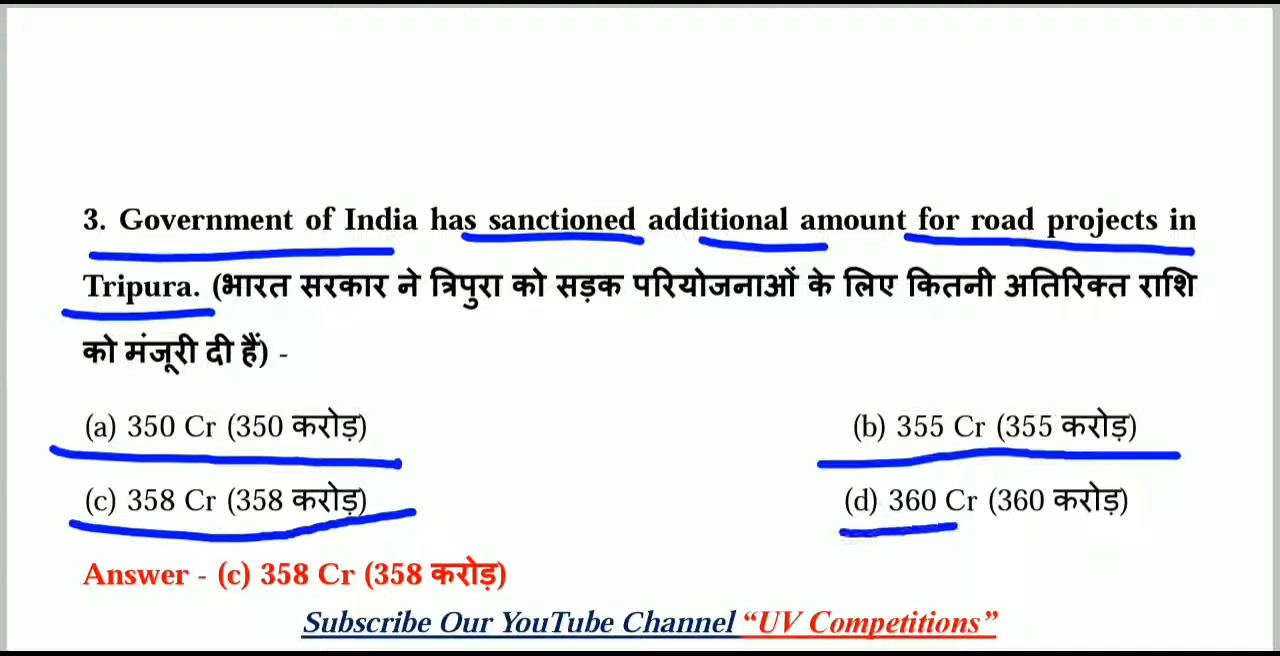 3. Government of India has sanctioned additional amount for road projects in
Tripura. (भारत सरकार ने त्रिपुरा को सड़क परियोजनाओं के लिए कितनी अतिरिक्त राशि
को मंजूरी दी हैं) -
(a) 350 Cr (350 करोड़) (b) 355 Cr (355 करोड़)
(c) 358 Cr (358 करोड़) (d) 360 Cr (360 करोड़)
Answer - (c) 358 Cr (358 करोड़)
Subscribe Our YouTube Channel “UV Competitions”